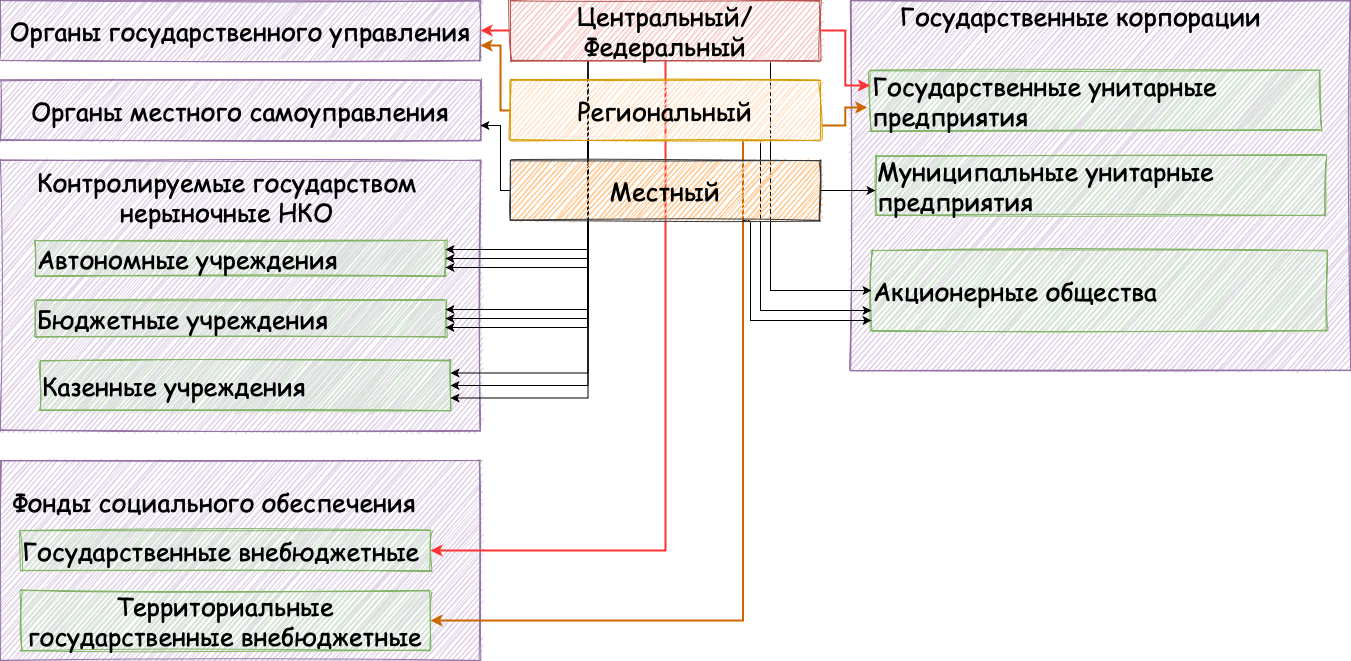 Органы государственного управления
Органы местного самоуправления
Контролируемые государством
нерыночные НКО
Автономные учреждения
Бюджетные учреждения
Казенные учреждения
Фонды социального обеспечения
Государственные внебюджетные
Территориальные
государственные внебюджетные
Центральный/
Федеральный
Региональный
Местный
Государственные корпорации
Государственные унитарные
предприятия
Муниципальные унитарные
предприятия
Акционерные общества